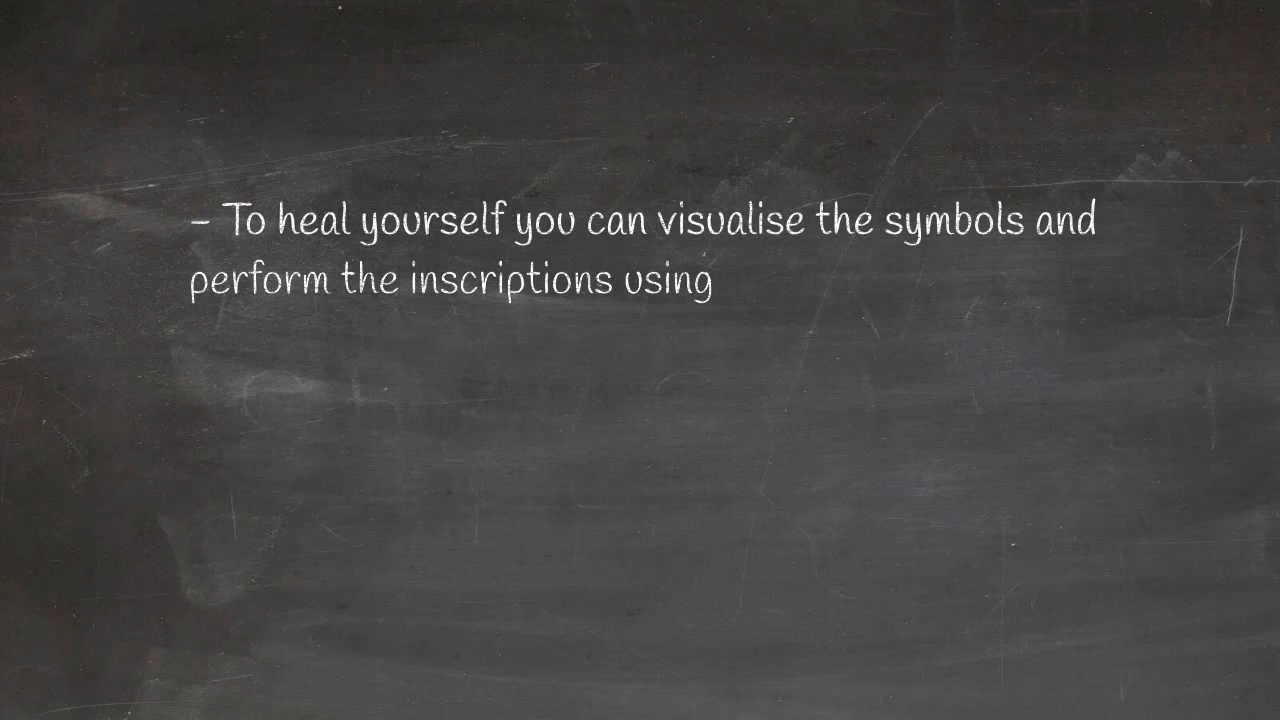 - To heal yourself you can visualise the symbols and
perform the inscriptions using